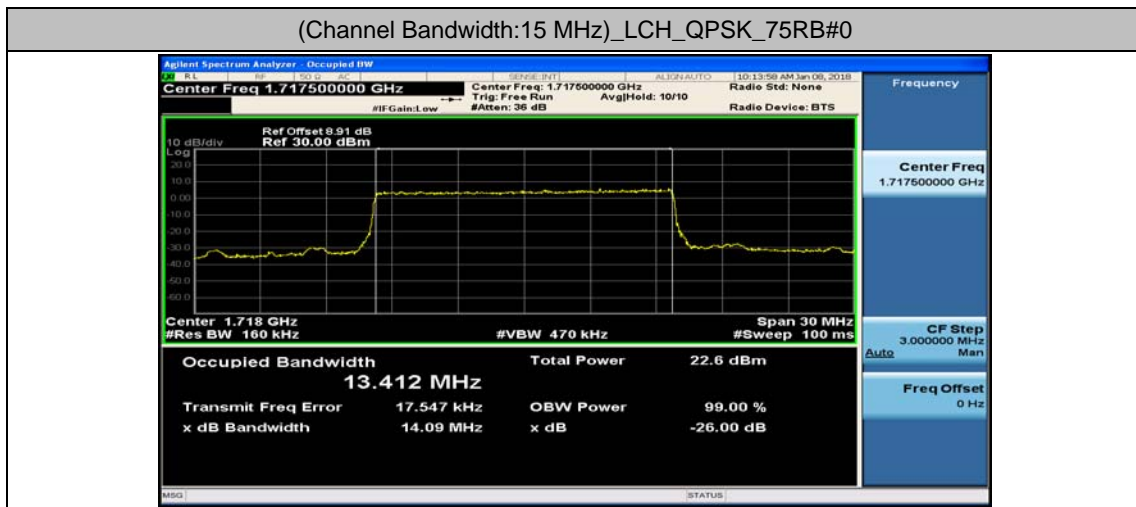 (Channel Bandwidth:15 MHz)_LCH_QPSK_75RB#0
Agilent Spectrum Analyzer - Occupied BW
RL RF 50 Ω AC SENSE:INT ALIGN AUTO 10:13:58 AM Jan 08, 2018
Center Freq 1.717500000 GHz
Center Freq: 1.717500000 GHz
Radio Std: None
Trig: Free Run Avg|Hold: 10/10
#IFGain:Low
#Atten: 36 dB
Radio Device: BTS
Ref Offset 8.91 dB
10 dB/div Ref 30.00 dBm
Log
20.0
10.0
0.00
-10.0
-20.0
-30.0
-40.0
-50.0
-60.0
Center 1.718 GHz Span 30 MHz
#Res BW 160 kHz #VBW 470 kHz #Sweep 100 ms
Occupied Bandwidth Total Power 22.6 dBm
13.412 MHz
Transmit Freq Error 17.547 kHz OBW Power 99.00 %
x dB Bandwidth 14.09 MHz x dB -26.00 dB
Frequency
Center Freq
1.717500000 GHz
CF Step
3.000000 MHz
Auto Man
Freq Offset
0 Hz
MSG STATUS